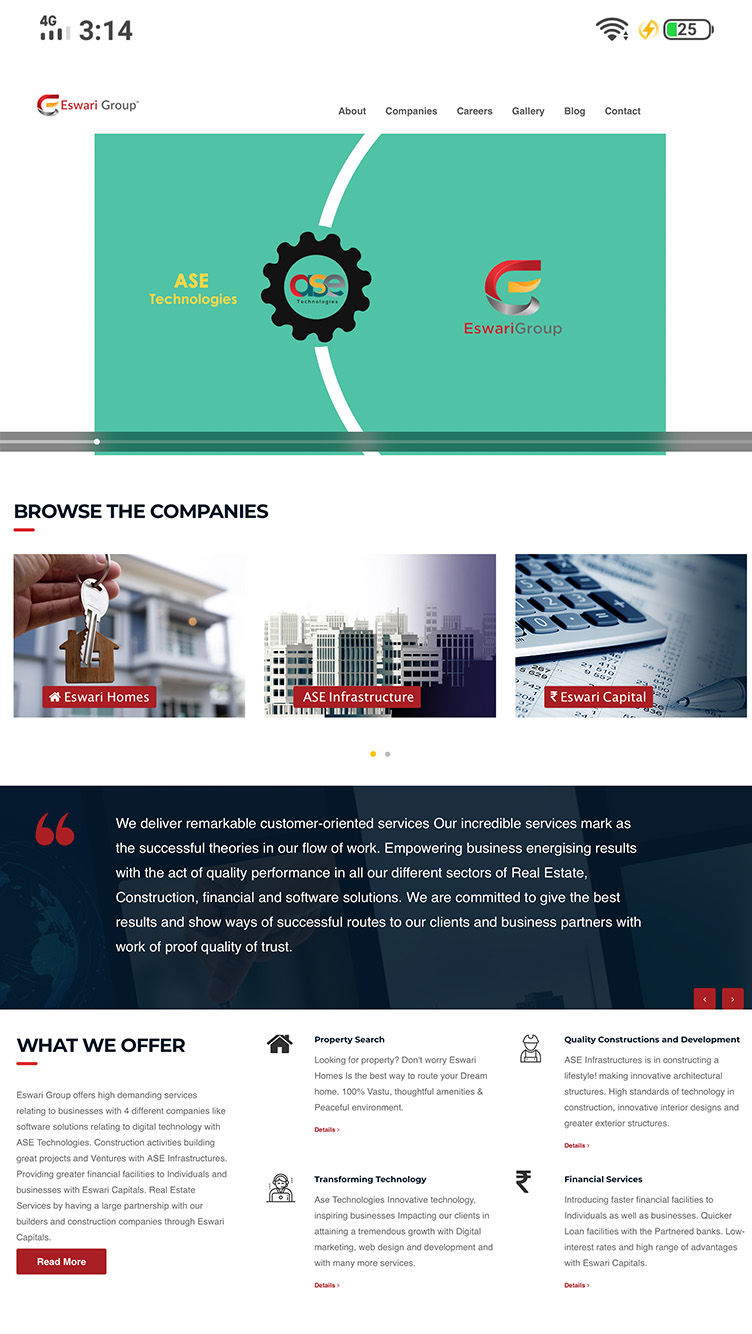 4G 3:14 25
Eswari Group™
About Companies Careers Gallery Blog Contact
ASE
Technologies
ase
Technologies
EswariGroup
BROWSE THE COMPANIES
Eswari Homes
ASE Infrastructure
₹ Eswari Capital
We deliver remarkable customer-oriented services Our incredible services mark as
the successful theories in our flow of work. Empowering business energising results
with the act of quality performance in all our different sectors of Real Estate,
Construction, financial and software solutions. We are committed to give the best
results and show ways of successful routes to our clients and business partners with
work of proof quality of trust.
WHAT WE OFFER
Eswari Group offers high demanding services
relating to businesses with 4 different companies like
software solutions relating to digital technology with
ASE Technologies. Construction activities building
great projects and Ventures with ASE Infrastructures.
Providing greater financial facilities to Individuals and
businesses with Eswari Capitals. Real Estate
Services by having a large partnership with our
builders and construction companies through Eswari
Capitals.
Read More
Property Search
Looking for property? Don't worry Eswari
Homes Is the best way to route your Dream
home. 100% Vastu, thoughtful amenities &
Peaceful environment.
Details ›
Quality Constructions and Development
ASE Infrastructures is in constructing a
lifestyle! making innovative architectural
structures. High standards of technology in
construction, innovative interior designs and
greater exterior structures.
Details ›
Transforming Technology
Ase Technologies Innovative technology,
inspiring businesses Impacting our clients in
attaining a tremendous growth with Digital
marketing, web design and development and
with many more services.
Details ›
₹
Financial Services
Introducing faster financial facilities to
Individuals as well as businesses. Quicker
Loan facilities with the Partnered banks. Low-
interest rates and high range of advantages
with Eswari Capitals.
Details ›